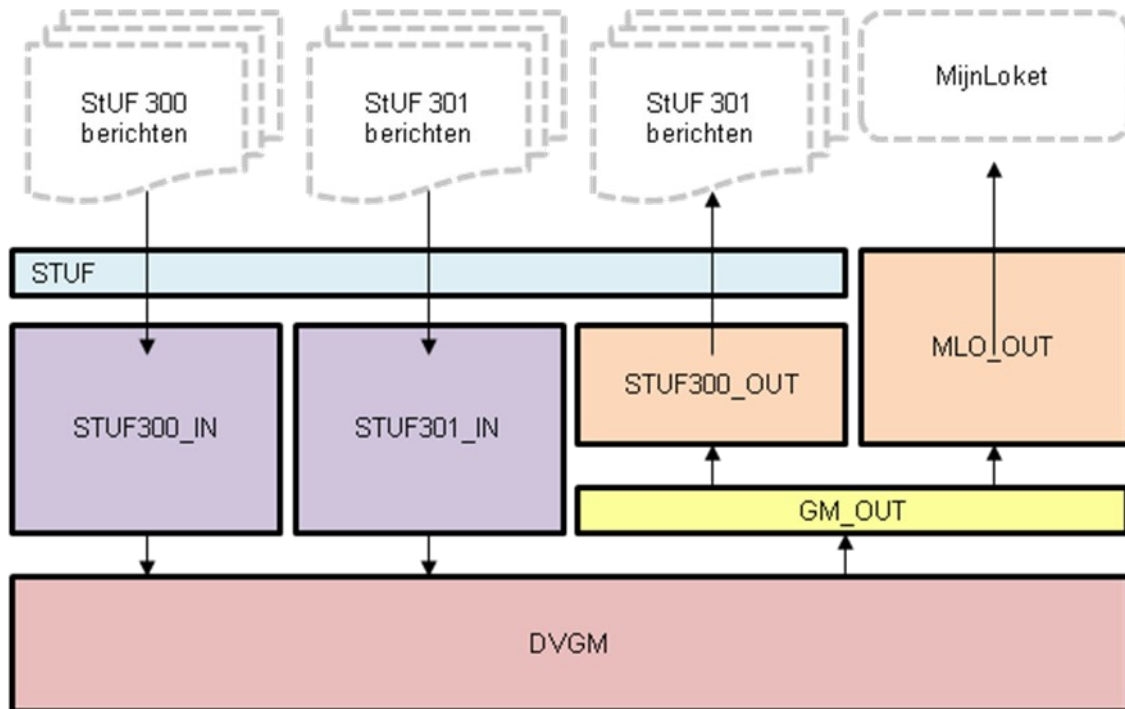 StUF 300
berichten
StUF 301
berichten
StUF 301
berichten
MijnLoket
STUF
STUF300_IN
STUF301_IN
STUF300_OUT
MLO_OUT
GM_OUT
DVGM